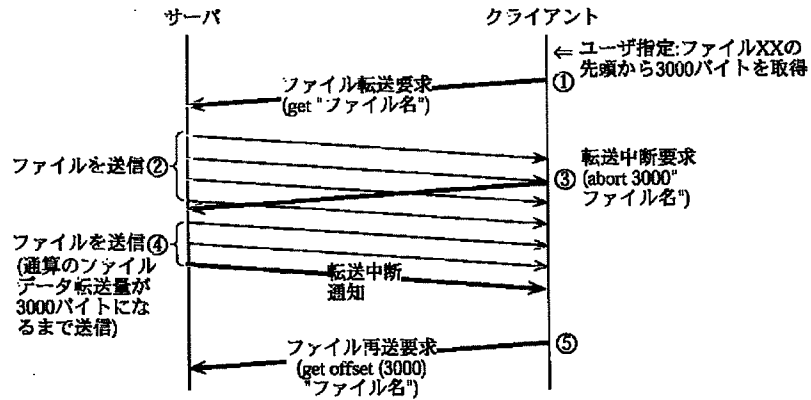 サーバ
クライアント
⇐ ユーザ指定:ファイルXXの
先頭から3000バイトを取得
①
ファイル転送要求
(get "ファイル名")
ファイルを送信②
転送中断要求
③ (abort 3000"
ファイル名")
ファイルを送信④
(通算のファイル
データ転送量が
3000バイトにな
るまで送信)
転送中断
通知
⑤
ファイル再送要求
(get offset (3000)
"ファイル名")